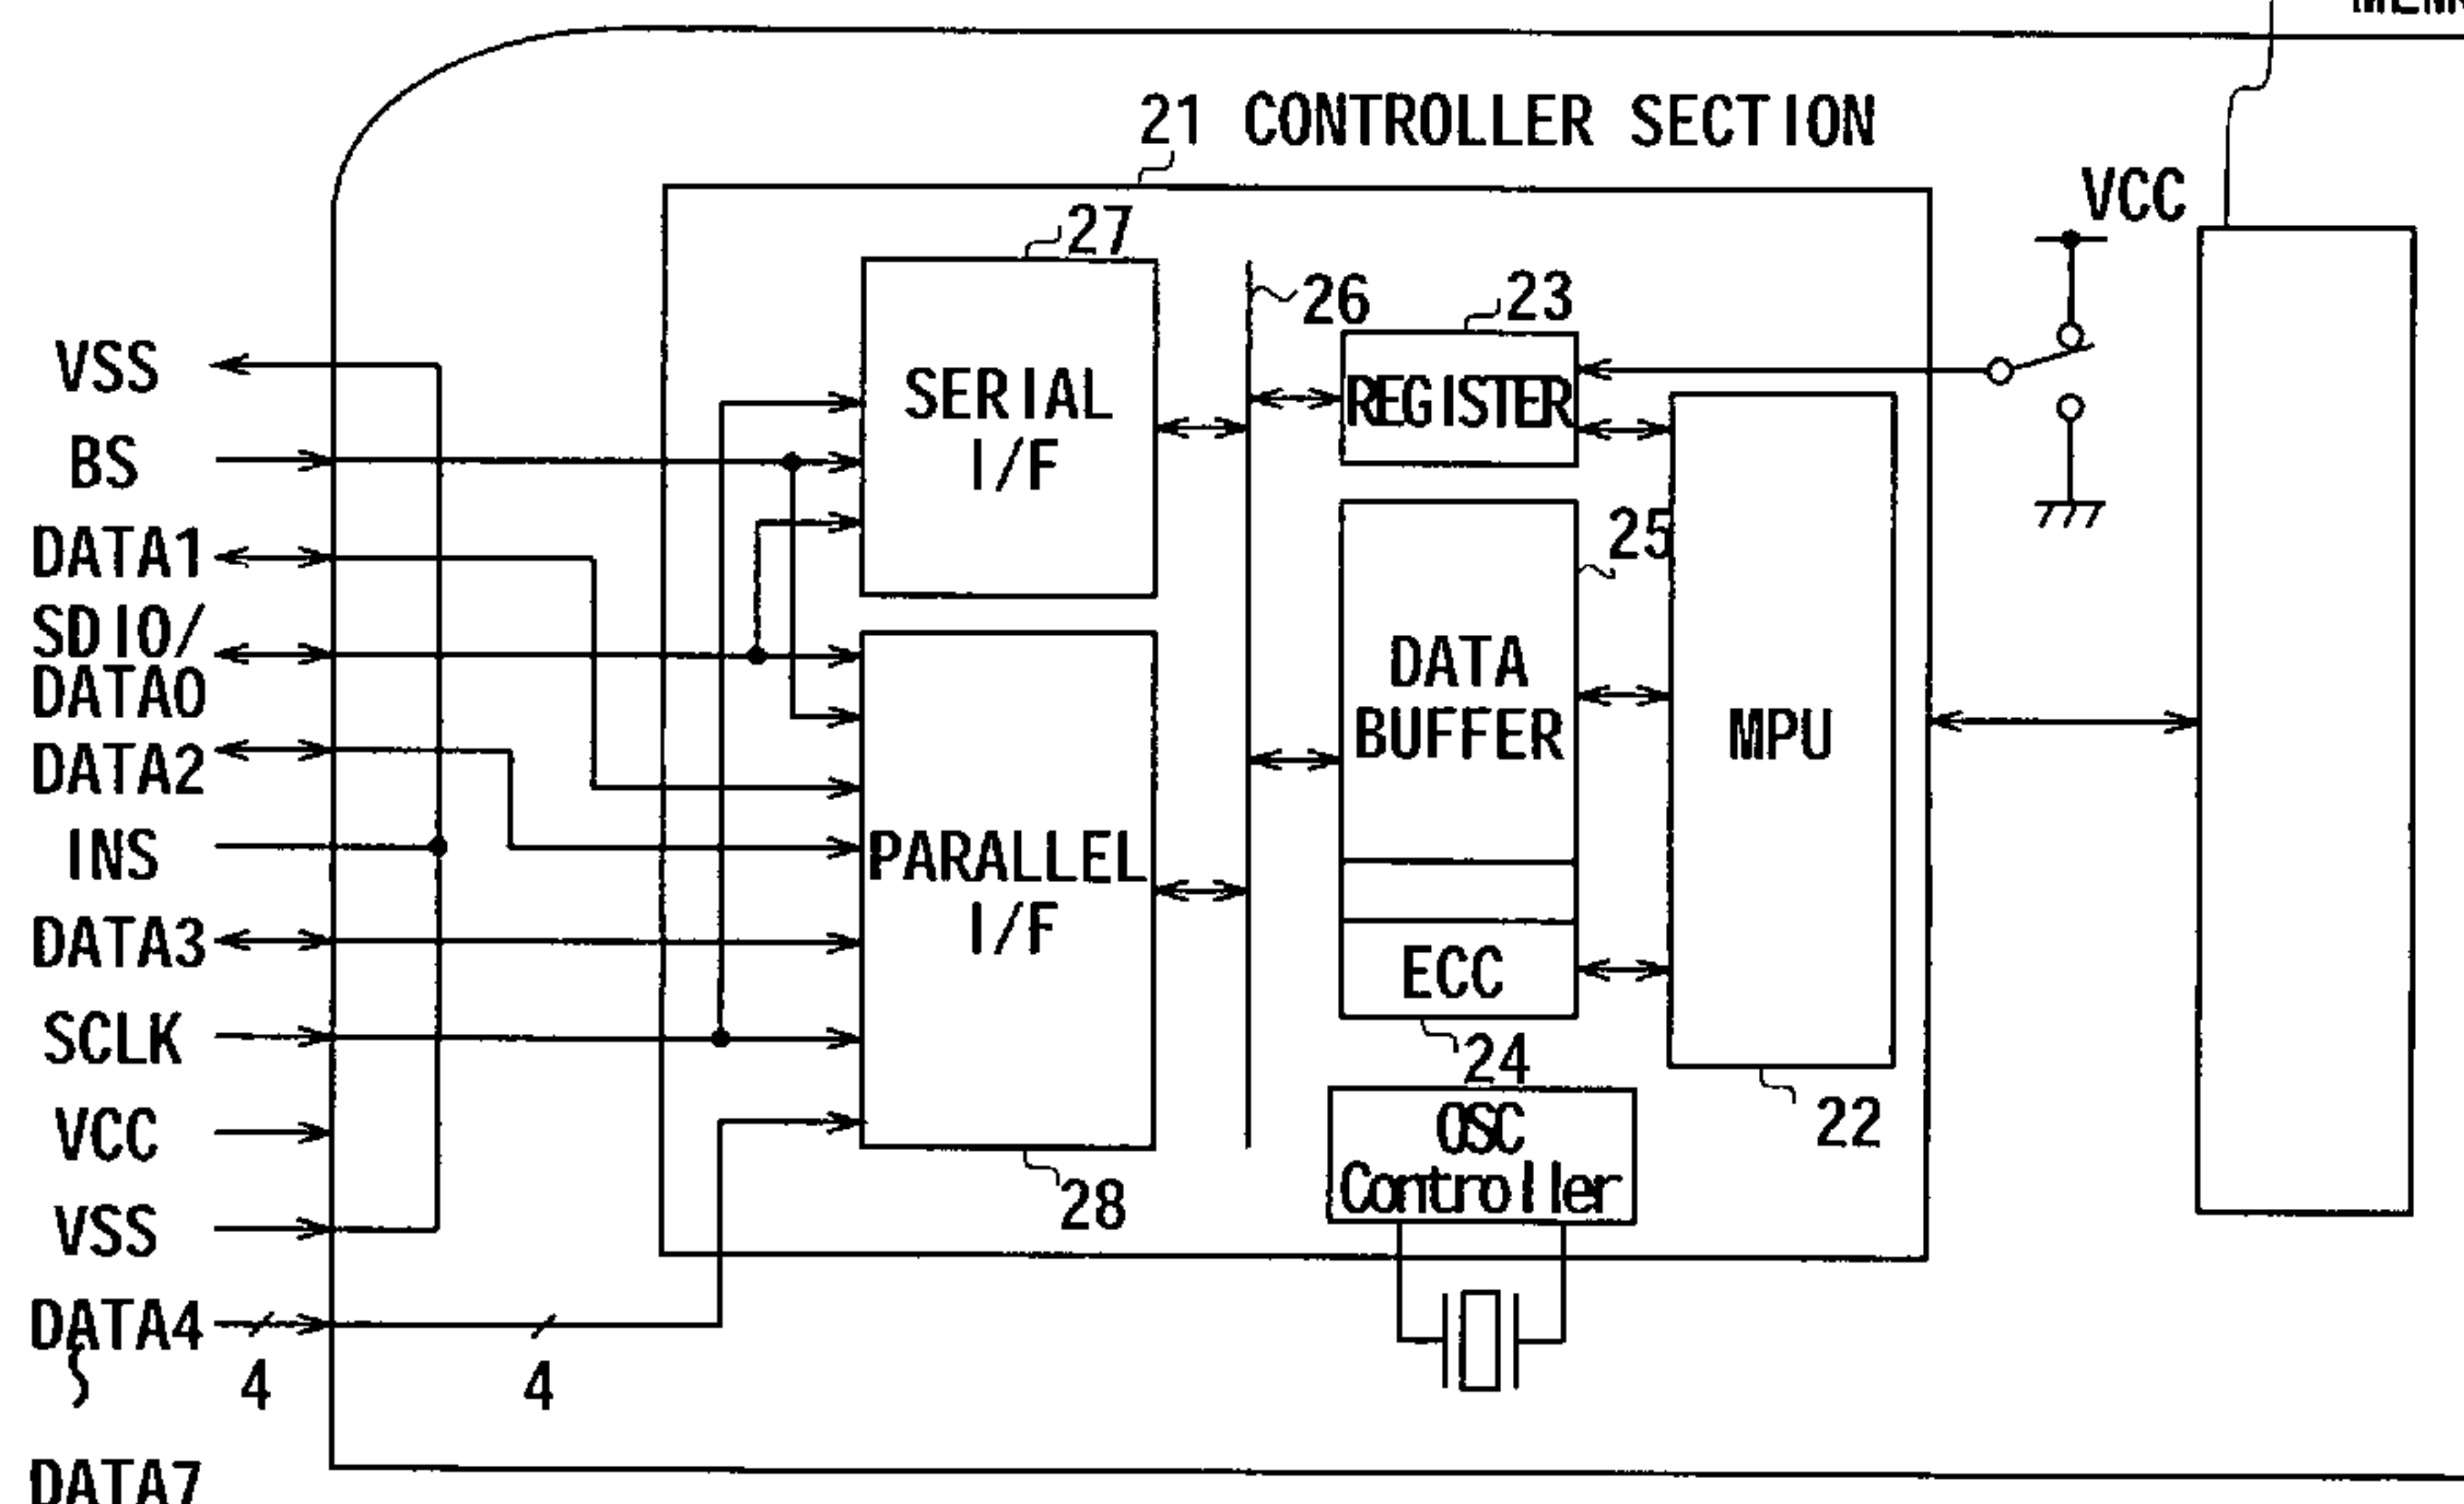 21 CONTROLLER SECTION
VCC
27
26
23
VSS
SERIAL
I/F
REGISTER
BS
DATA1
25
SDIO/
DATA0
DATA
BUFFER
MPU
DATA2
INS
PARALLEL
I/F
DATA3
ECC
SCLK
24
VCC
OSC
Controller
22
28
VSS
DATA4
4
4
DATA7